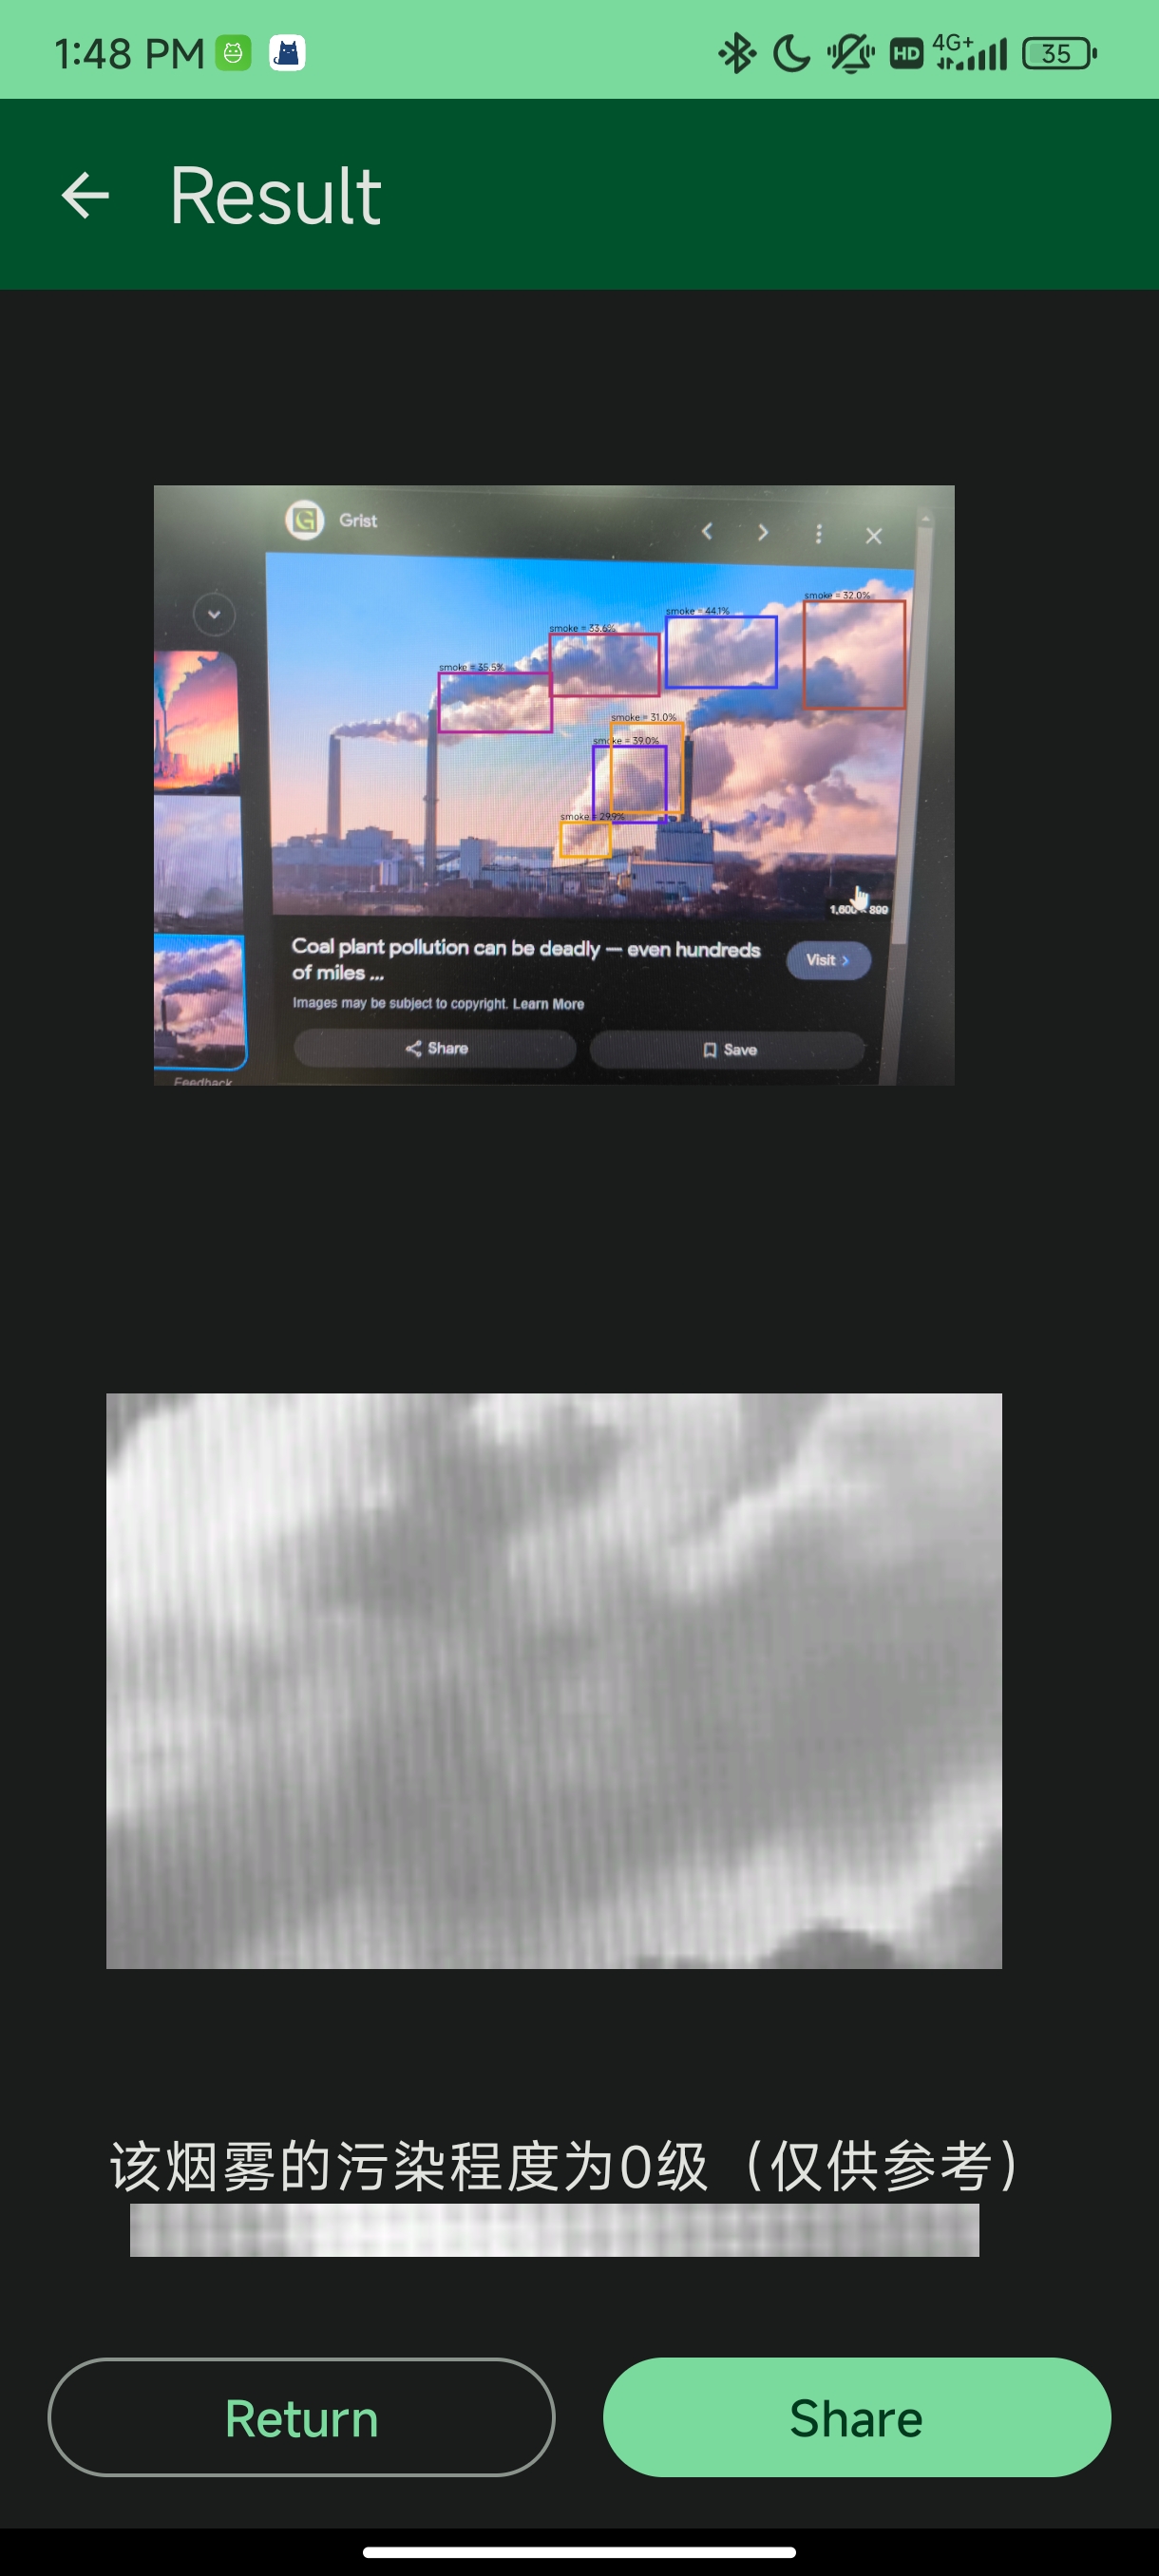 1:48 PM
HD
4G+
35
Result
Grist
smoke = 32.0%
smoke = 44.1%
smoke = 33.6%
smoke = 35.5%
smoke = 31.0%
smoke = 39.0%
smoke = 29.9%
Coal plant pollution can be deadly — even hundreds
of miles ...
Visit
Images may be subject to copyright. Learn More
Share
Save
Feedback
该烟雾的污染程度为0级（仅供参考）
Return
Share